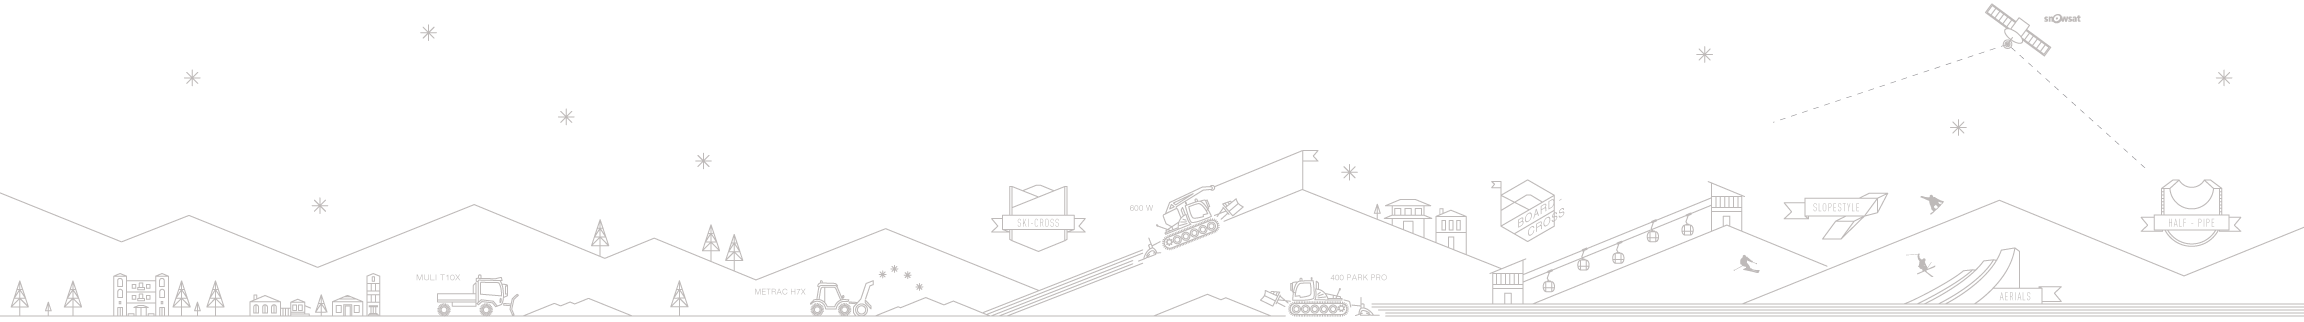 snowsat
600 W
SKI-CROSS
BOARD
CROSS
SLOPESTYLE
HALF - PIPE
MULI T10X
METRAC H7X
400 PARK PRO
AERIALS